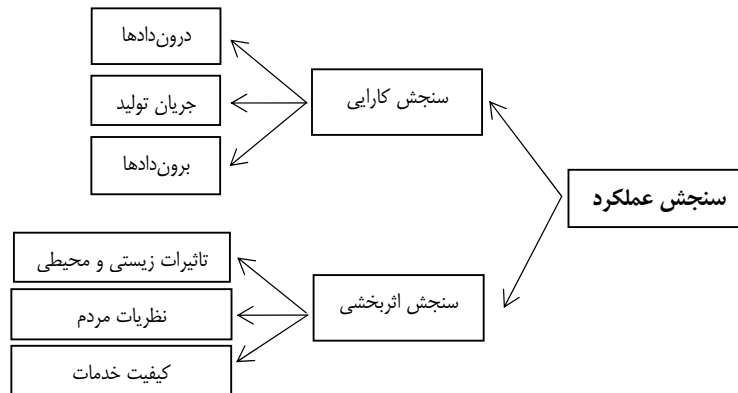 سنجش عملکرد
سنجش کارایی
درون‌دادها
جریان تولید
برون‌دادها
سنجش اثربخشی
تاثیرات زیستی و محیطی
نظریات مردم
کیفیت خدمات